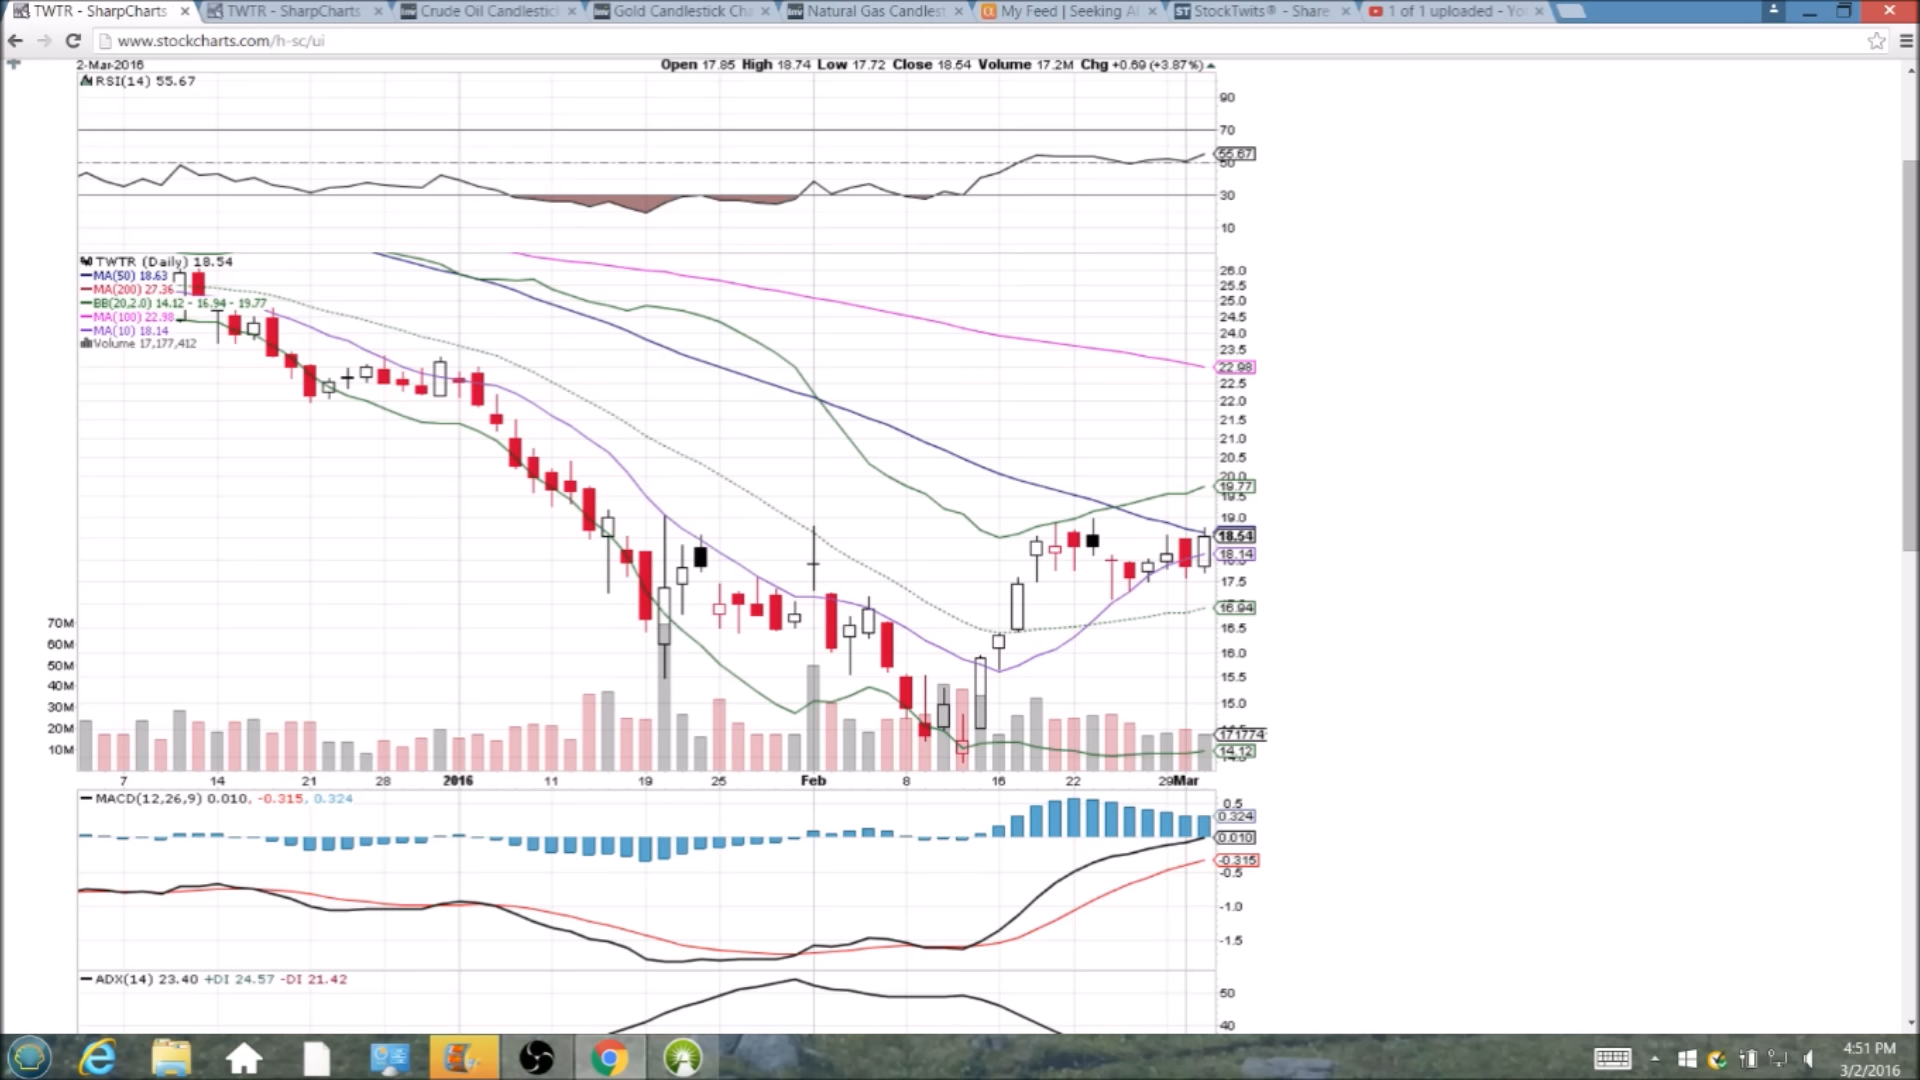 TWTR - SharpCharts
TWTR - SharpCharts
Crude Oil Candlestick
Gold Candlestick Cha
Natural Gas Candlest
My Feed | Seeking Al
StockTwits® - Share
1 of 1 uploaded - Yo
www.stockcharts.com/h-sc/ui
2-Mar-2016
Open 17.85 High 18.74 Low 17.72 Close 18.54 Volume 17.2M Chg +0.69 (+3.87%)
RSI(14) 55.67
90
70
55.67
50
30
10
TWTR (Daily) 18.54
MA(50) 18.63
MA(200) 27.36
BB(20,2.0) 14.12 - 16.94 - 19.77
MA(100) 22.98
MA(10) 18.14
Volume 17,177,412
26.0
25.5
25.0
24.5
24.0
23.5
22.98
22.5
22.0
21.5
21.0
20.5
20.0
19.77
19.5
19.0
18.54
18.14
17.5
16.94
16.5
16.0
15.5
15.0
171774
14.12
70M
60M
50M
40M
30M
20M
10M
7 14 21 28 2016 11 19 25 Feb 8 16 22 29 Mar
MACD(12,26,9) 0.010, -0.315, 0.324
0.5
0.324
0.010
-0.315
-0.5
-1.0
-1.5
ADX(14) 23.40 +DI 24.57 -DI 21.42
50
40
4:51 PM
3/2/2016